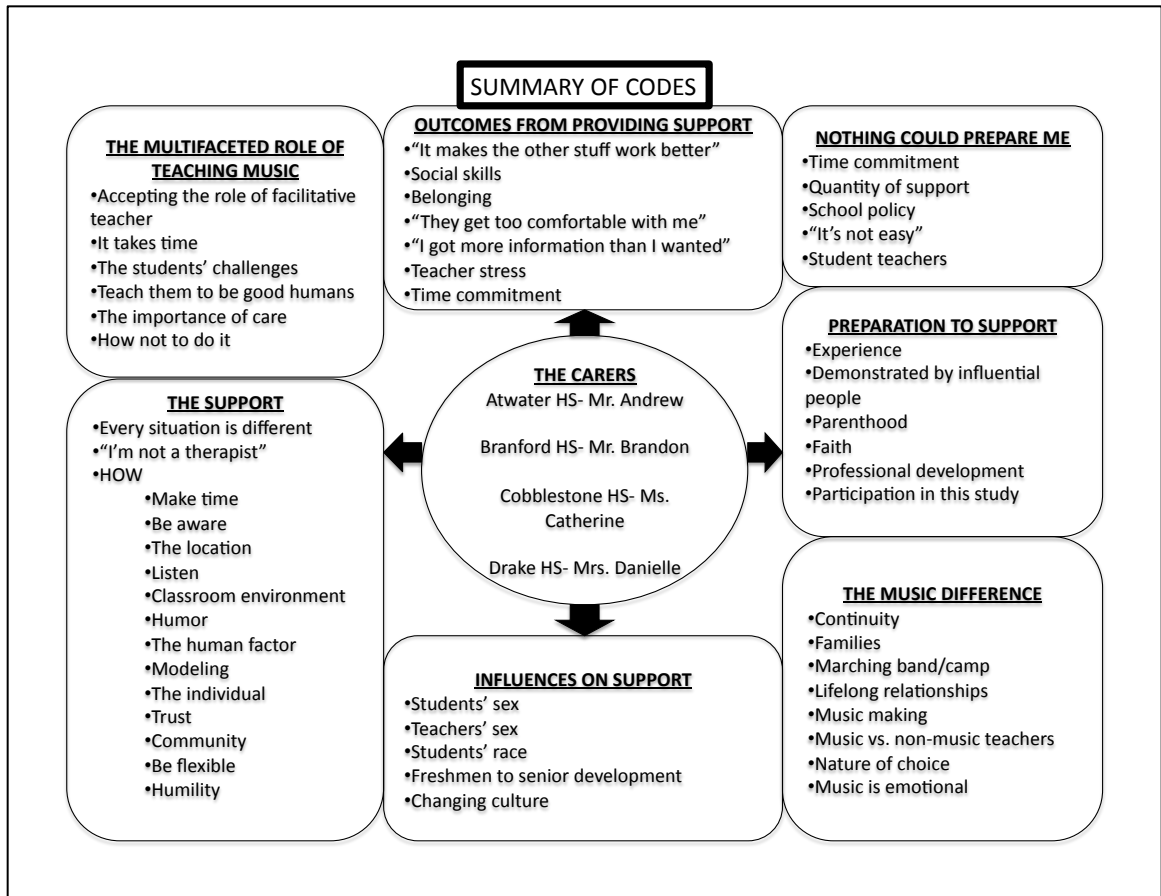 SUMMARY OF CODES
THE MULTIFACETED ROLE OF
TEACHING MUSIC
•Accepting the role of facilitative
teacher
•It takes time
•The students’ challenges
•Teach them to be good humans
•The importance of care
•How not to do it
OUTCOMES FROM PROVIDING SUPPORT
•“It makes the other stuff work better”
•Social skills
•Belonging
•“They get too comfortable with me”
•“I got more information than I wanted”
•Teacher stress
•Time commitment
NOTHING COULD PREPARE ME
•Time commitment
•Quantity of support
•School policy
•“It’s not easy”
•Student teachers
THE SUPPORT
•Every situation is different
•“I’m not a therapist”
•HOW
•Make time
•Be aware
•The location
•Listen
•Classroom environment
•Humor
•The human factor
•Modeling
•The individual
•Trust
•Community
•Be flexible
•Humility
THE CARERS
Atwater HS- Mr. Andrew
Branford HS- Mr. Brandon
Cobblestone HS- Ms.
Catherine
Drake HS- Mrs. Danielle
PREPARATION TO SUPPORT
•Experience
•Demonstrated by influential
people
•Parenthood
•Faith
•Professional development
•Participation in this study
INFLUENCES ON SUPPORT
•Students’ sex
•Teachers’ sex
•Students’ race
•Freshmen to senior development
•Changing culture
THE MUSIC DIFFERENCE
•Continuity
•Families
•Marching band/camp
•Lifelong relationships
•Music making
•Music vs. non-music teachers
•Nature of choice
•Music is emotional